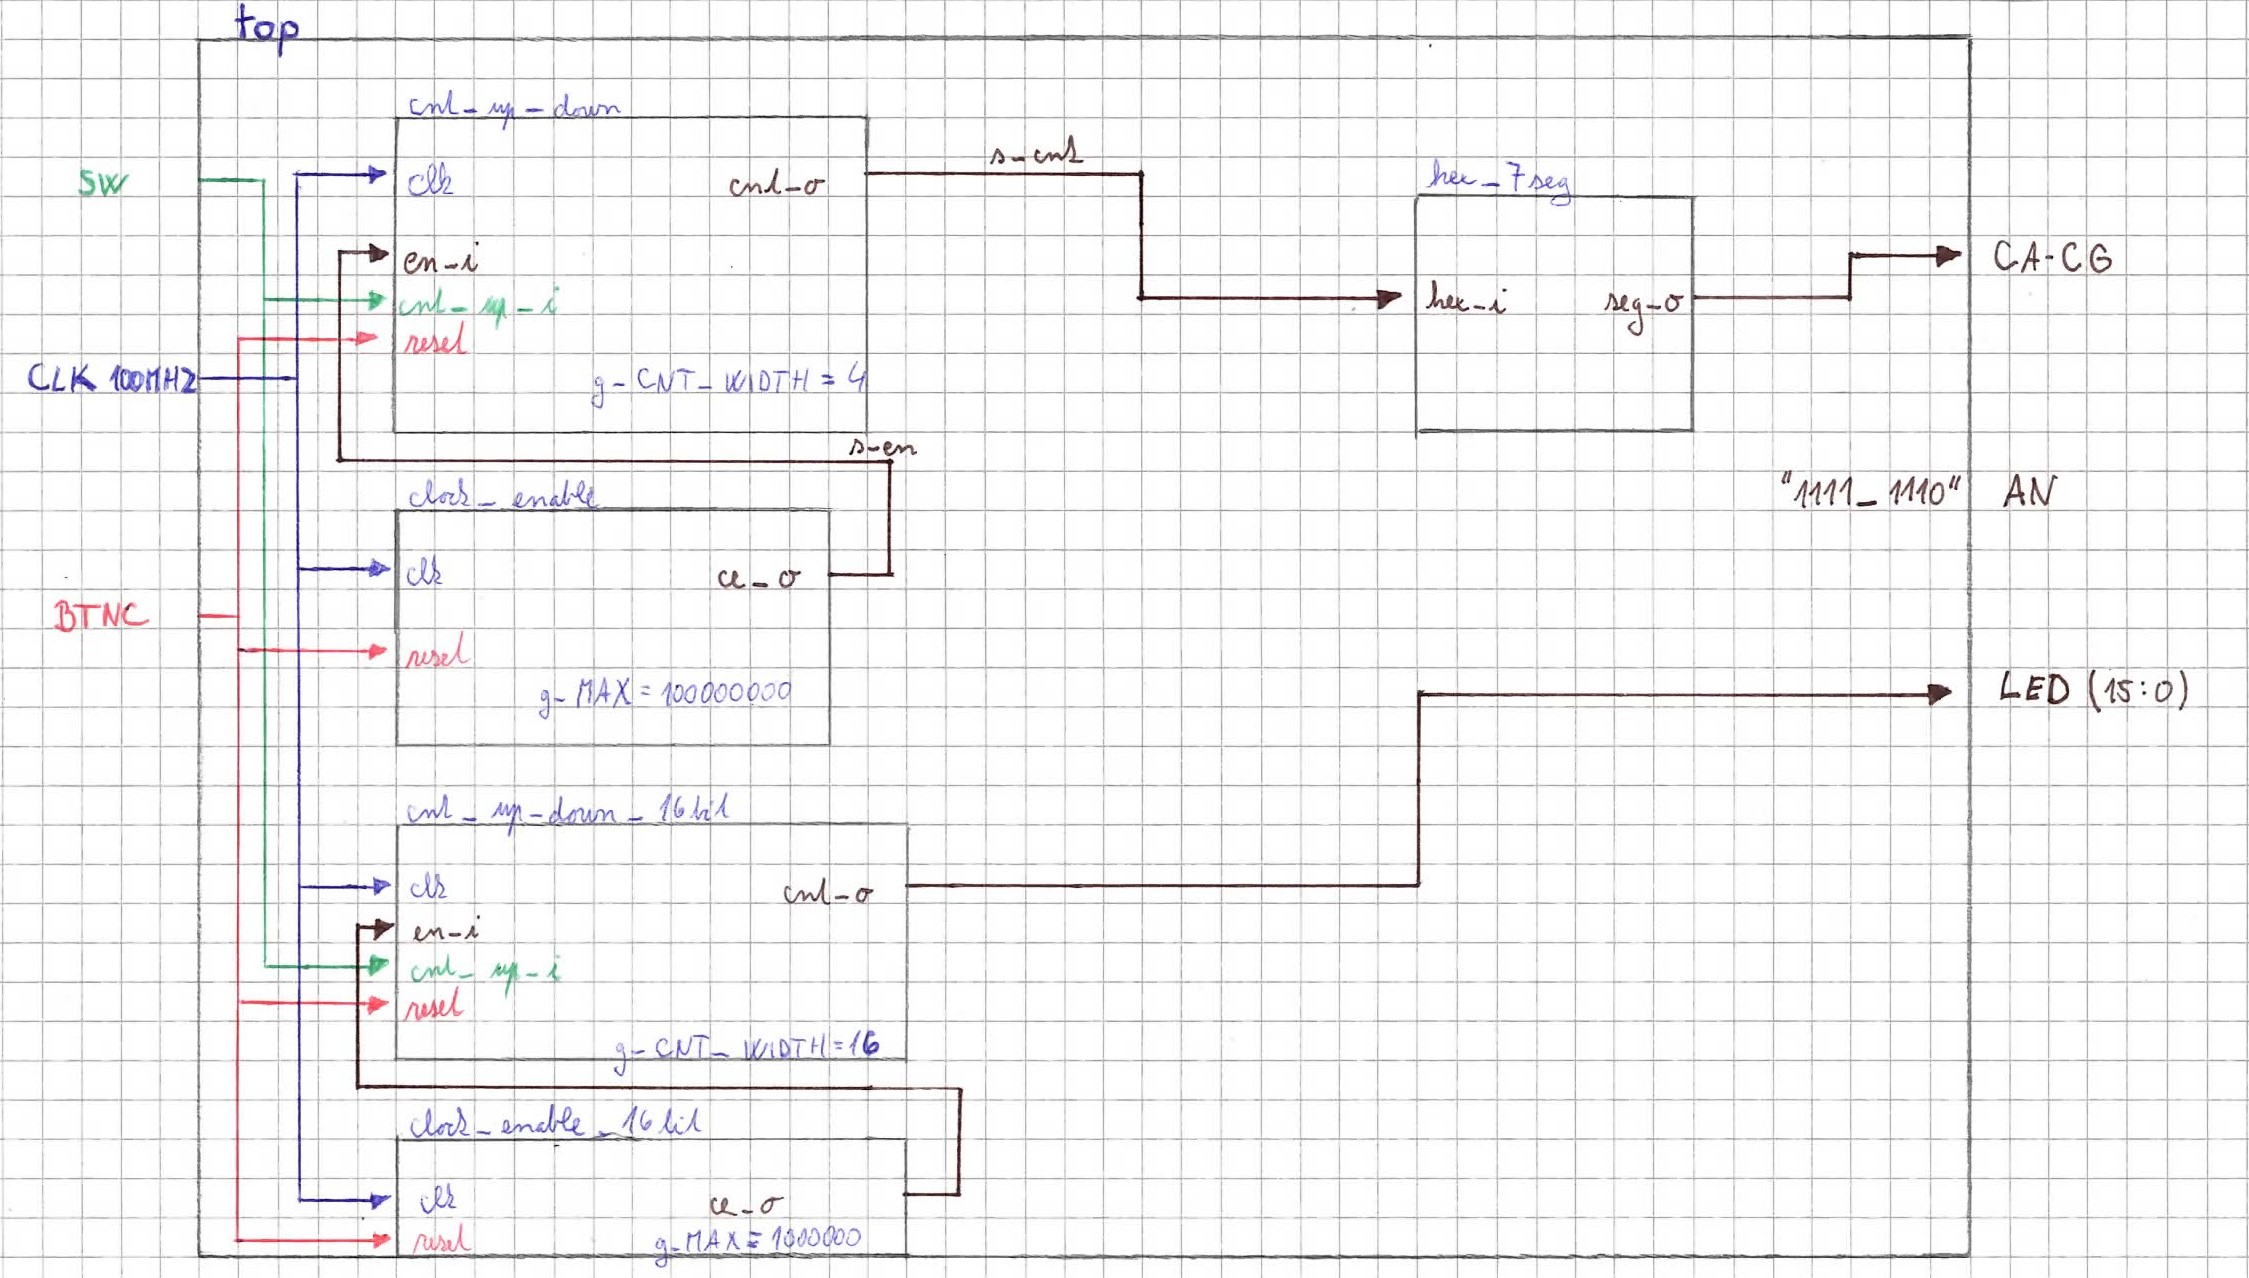 top
cnt_up_down
SW
clk
cnt_o
s_cnt
hex_7seg
en_i
CA-CG
cnt_up_i
hex_i
seg_o
reset
CLK 100MHZ
g_CNT_WIDTH = 4
s_en
clock_enable
"1111_1110"
AN
clk
ce_o
BTNC
reset
g_MAX = 100000000
LED (15:0)
cnt_up_down_16bit
clk
cnt_o
en_i
cnt_up_i
reset
g_CNT_WIDTH=16
clock_enable_16bit
clk
ce_o
reset
g_MAX = 1000000